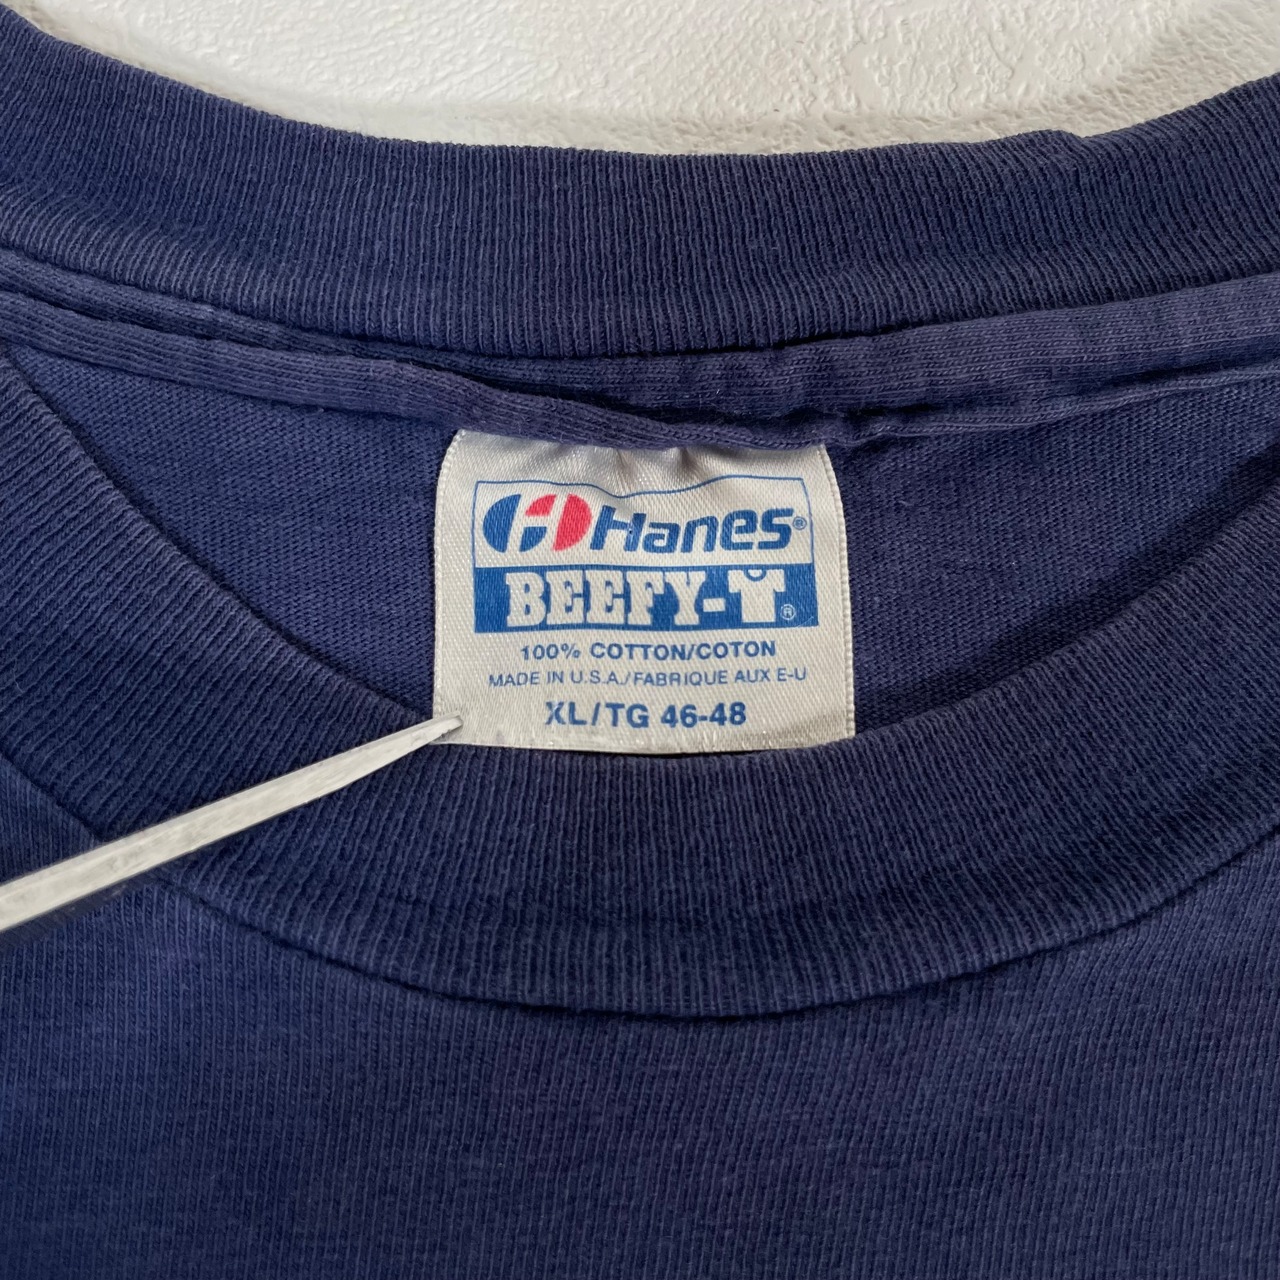 Hanes®
BEEFY-T®
100% COTTON/COTON
MADE IN U.S.A./FABRIQUE AUX E-U
XL/TG 46-48